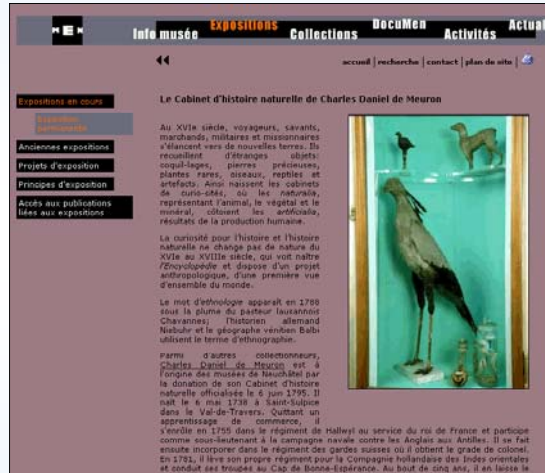 M E N
Info musée
Expositions
Collections
DocuMen
Activités
Actual
accueil | recherche | contact | plan de site |
Expositions en cours
Exposition
permanente
Anciennes expositions
Projets d'exposition
Principes d'exposition
Accès aux publications
liées aux expositions
Le Cabinet d'histoire naturelle de Charles Daniel de Meuron
Au XVIe siècle, voyageurs, savants,
marchands, militaires et missionnaires
s'élancent vers de nouvelles terres. Ils
recueillent d'étranges objets:
coquil-lages, pierres précieuses,
plantes rares, oiseaux, reptiles et
artefacts. Ainsi naissent les cabinets
de curio-sités, où les naturalia,
représentant l'animal, le végétal et le
minéral, côtoient les artificialia,
résultats de la production humaine.
La curiosité pour l'histoire et l'histoire
naturelle ne change pas de nature du
XVIe au XVIIIe siècle, qui voit naître
l'Encyclopédie et dispose d'un projet
anthropologique, d'une première vue
d'ensemble du monde.
Le mot d'ethnologie apparaît en 1788
sous la plume du pasteur lausannois
Chavannes; l'historien allemand
Niebuhr et le géographe vénitien Balbi
utilisent le terme d'ethnographie.
Parmi d'autres collectionneurs,
Charles Daniel de Meuron est à
l'origine des musées de Neuchâtel par
la donation de son Cabinet d'histoire
naturelle officialisée le 6 juin 1795. Il
naît le 6 mai 1738 à Saint-Sulpice
dans le Val-de-Travers. Quittant un
apprentissage de commerce, il
s'enrôle en 1755 dans le régiment de Hallwyl au service du roi de France et participe
comme sous-lieutenant à la campagne navale contre les Anglais aux Antilles. Il se fait
ensuite incorporer dans le régiment des gardes suisses où il obtient le grade de colonel.
En 1781, il lève son propre régiment pour la Compagnie hollandaise des Indes orientales
et conduit ses troupes au Cap de Bonne-Espérance. Au bout de cinq ans, il en laisse le